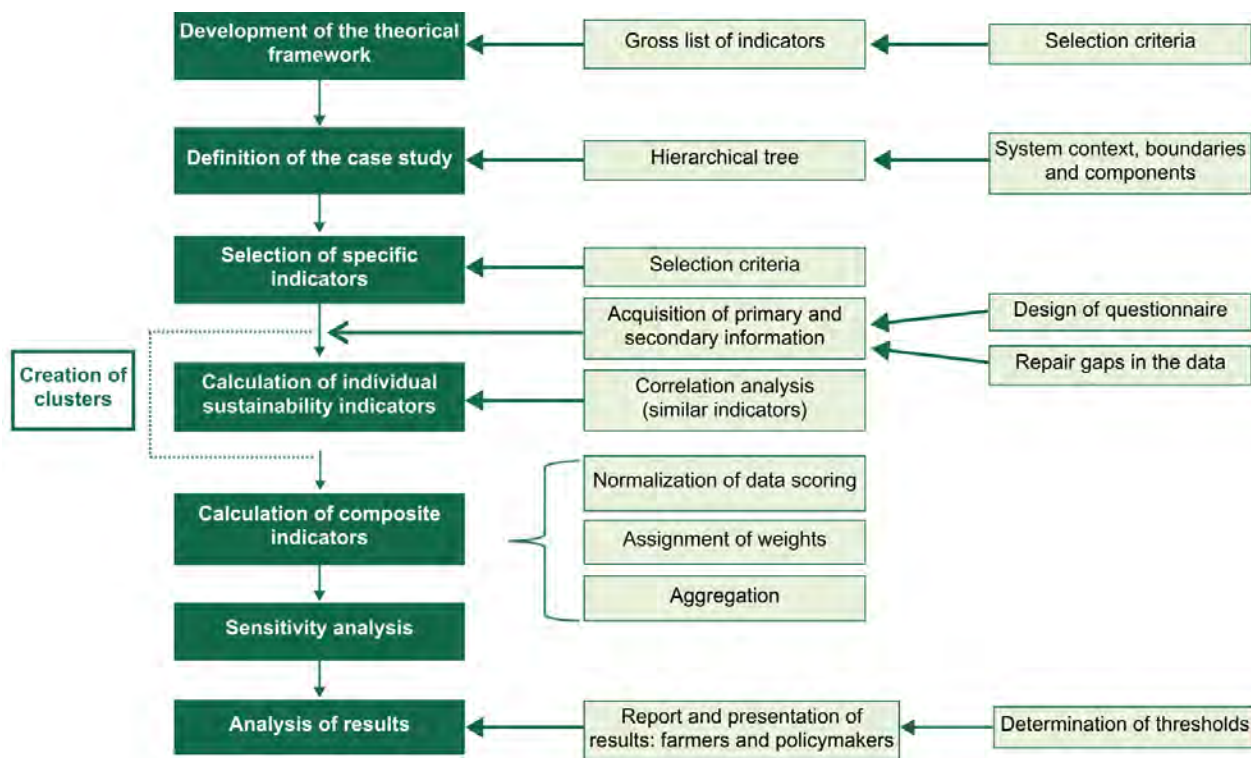 Development of the theorical
framework
Gross list of indicators
Selection criteria
Definition of the case study
Hierarchical tree
System context, boundaries
and components
Selection of specific
indicators
Selection criteria
Acquisition of primary and
secondary information
Design of questionnaire
Repair gaps in the data
Creation of
clusters
Calculation of individual
sustainability indicators
Correlation analysis
(similar indicators)
Calculation of composite
indicators
Normalization of data scoring
Assignment of weights
Aggregation
Sensitivity analysis
Analysis of results
Report and presentation of
results: farmers and policymakers
Determination of thresholds